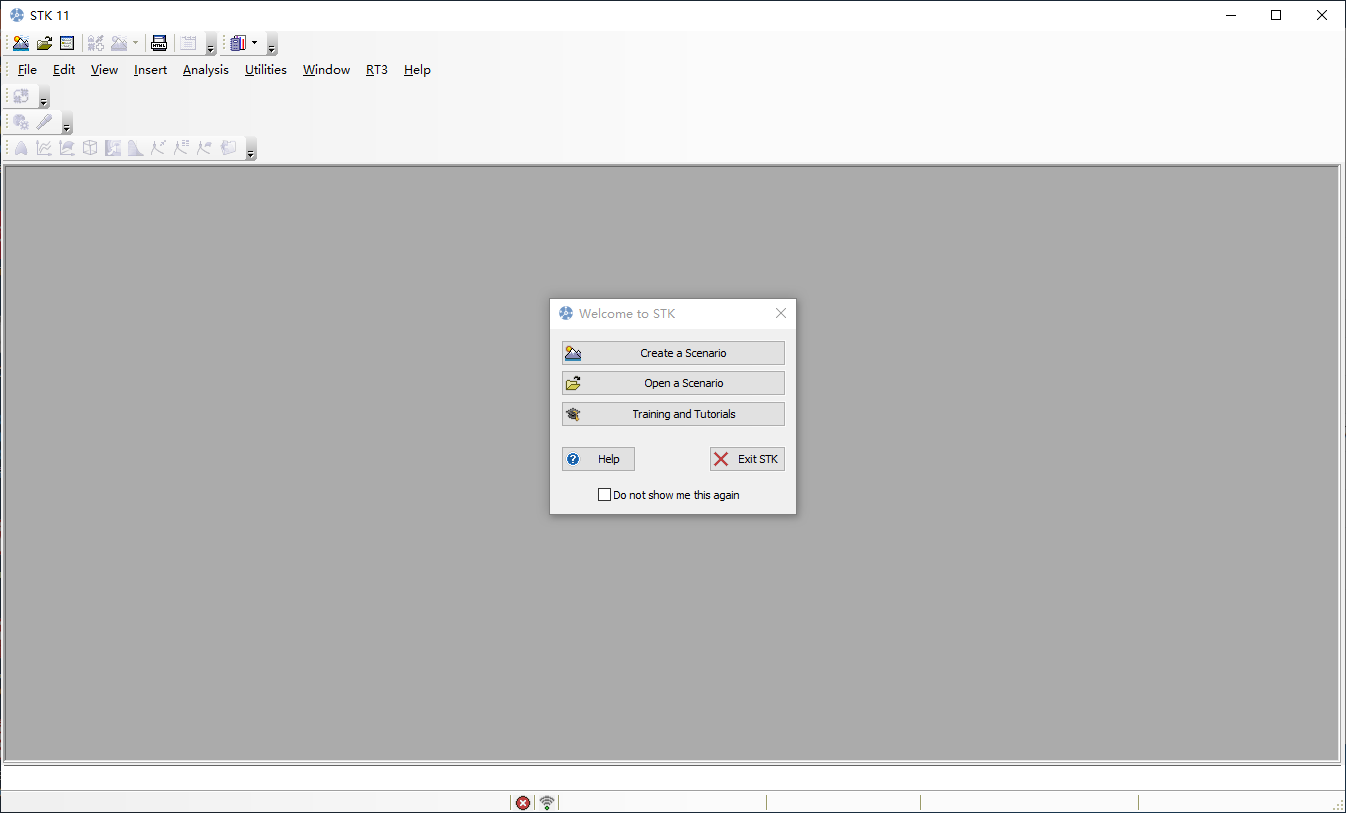 STK 11
File Edit View Insert Analysis Utilities Window RT3 Help
Welcome to STK
Create a Scenario
Open a Scenario
Training and Tutorials
Help Exit STK
Do not show me this again